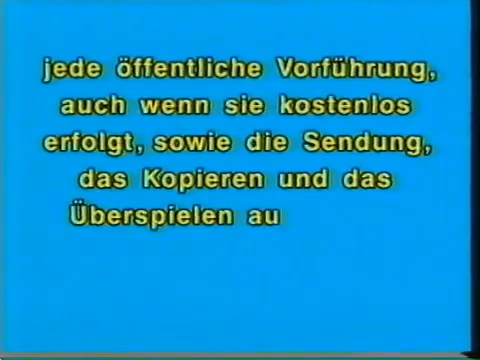 jede öffentliche Vorführung,
auch wenn sie kostenlos
erfolgt, sowie die Sendung,
das Kopieren und das
Überspielen au